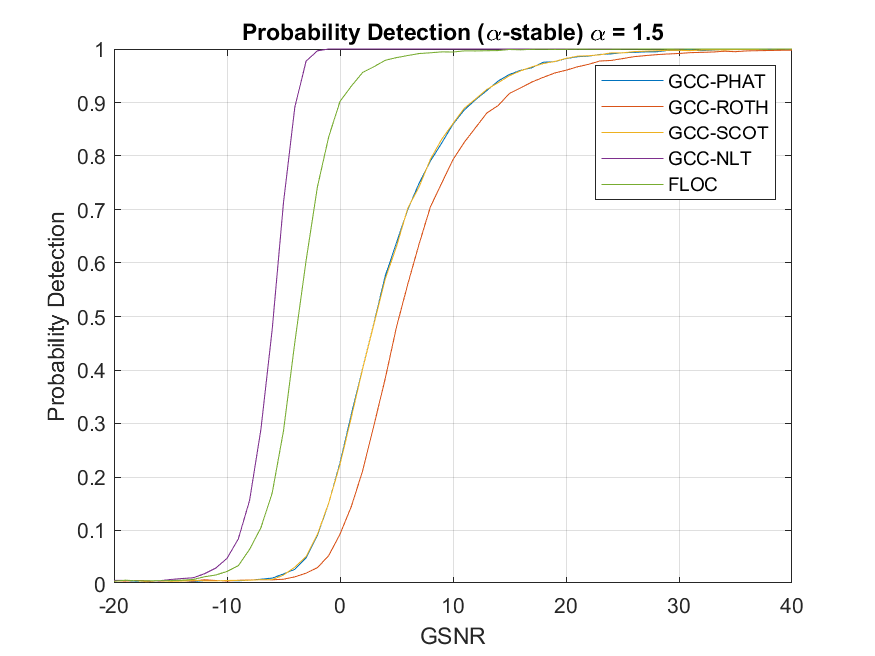 Probability Detection (α-stable) α = 1.5
1
0.9
0.8
0.7
0.6
0.5
0.4
0.3
0.2
0.1
0
Probability Detection
GCC-PHAT
GCC-ROTH
GCC-SCOT
GCC-NLT
FLOC
-20 -10 0 10 20 30 40
GSNR